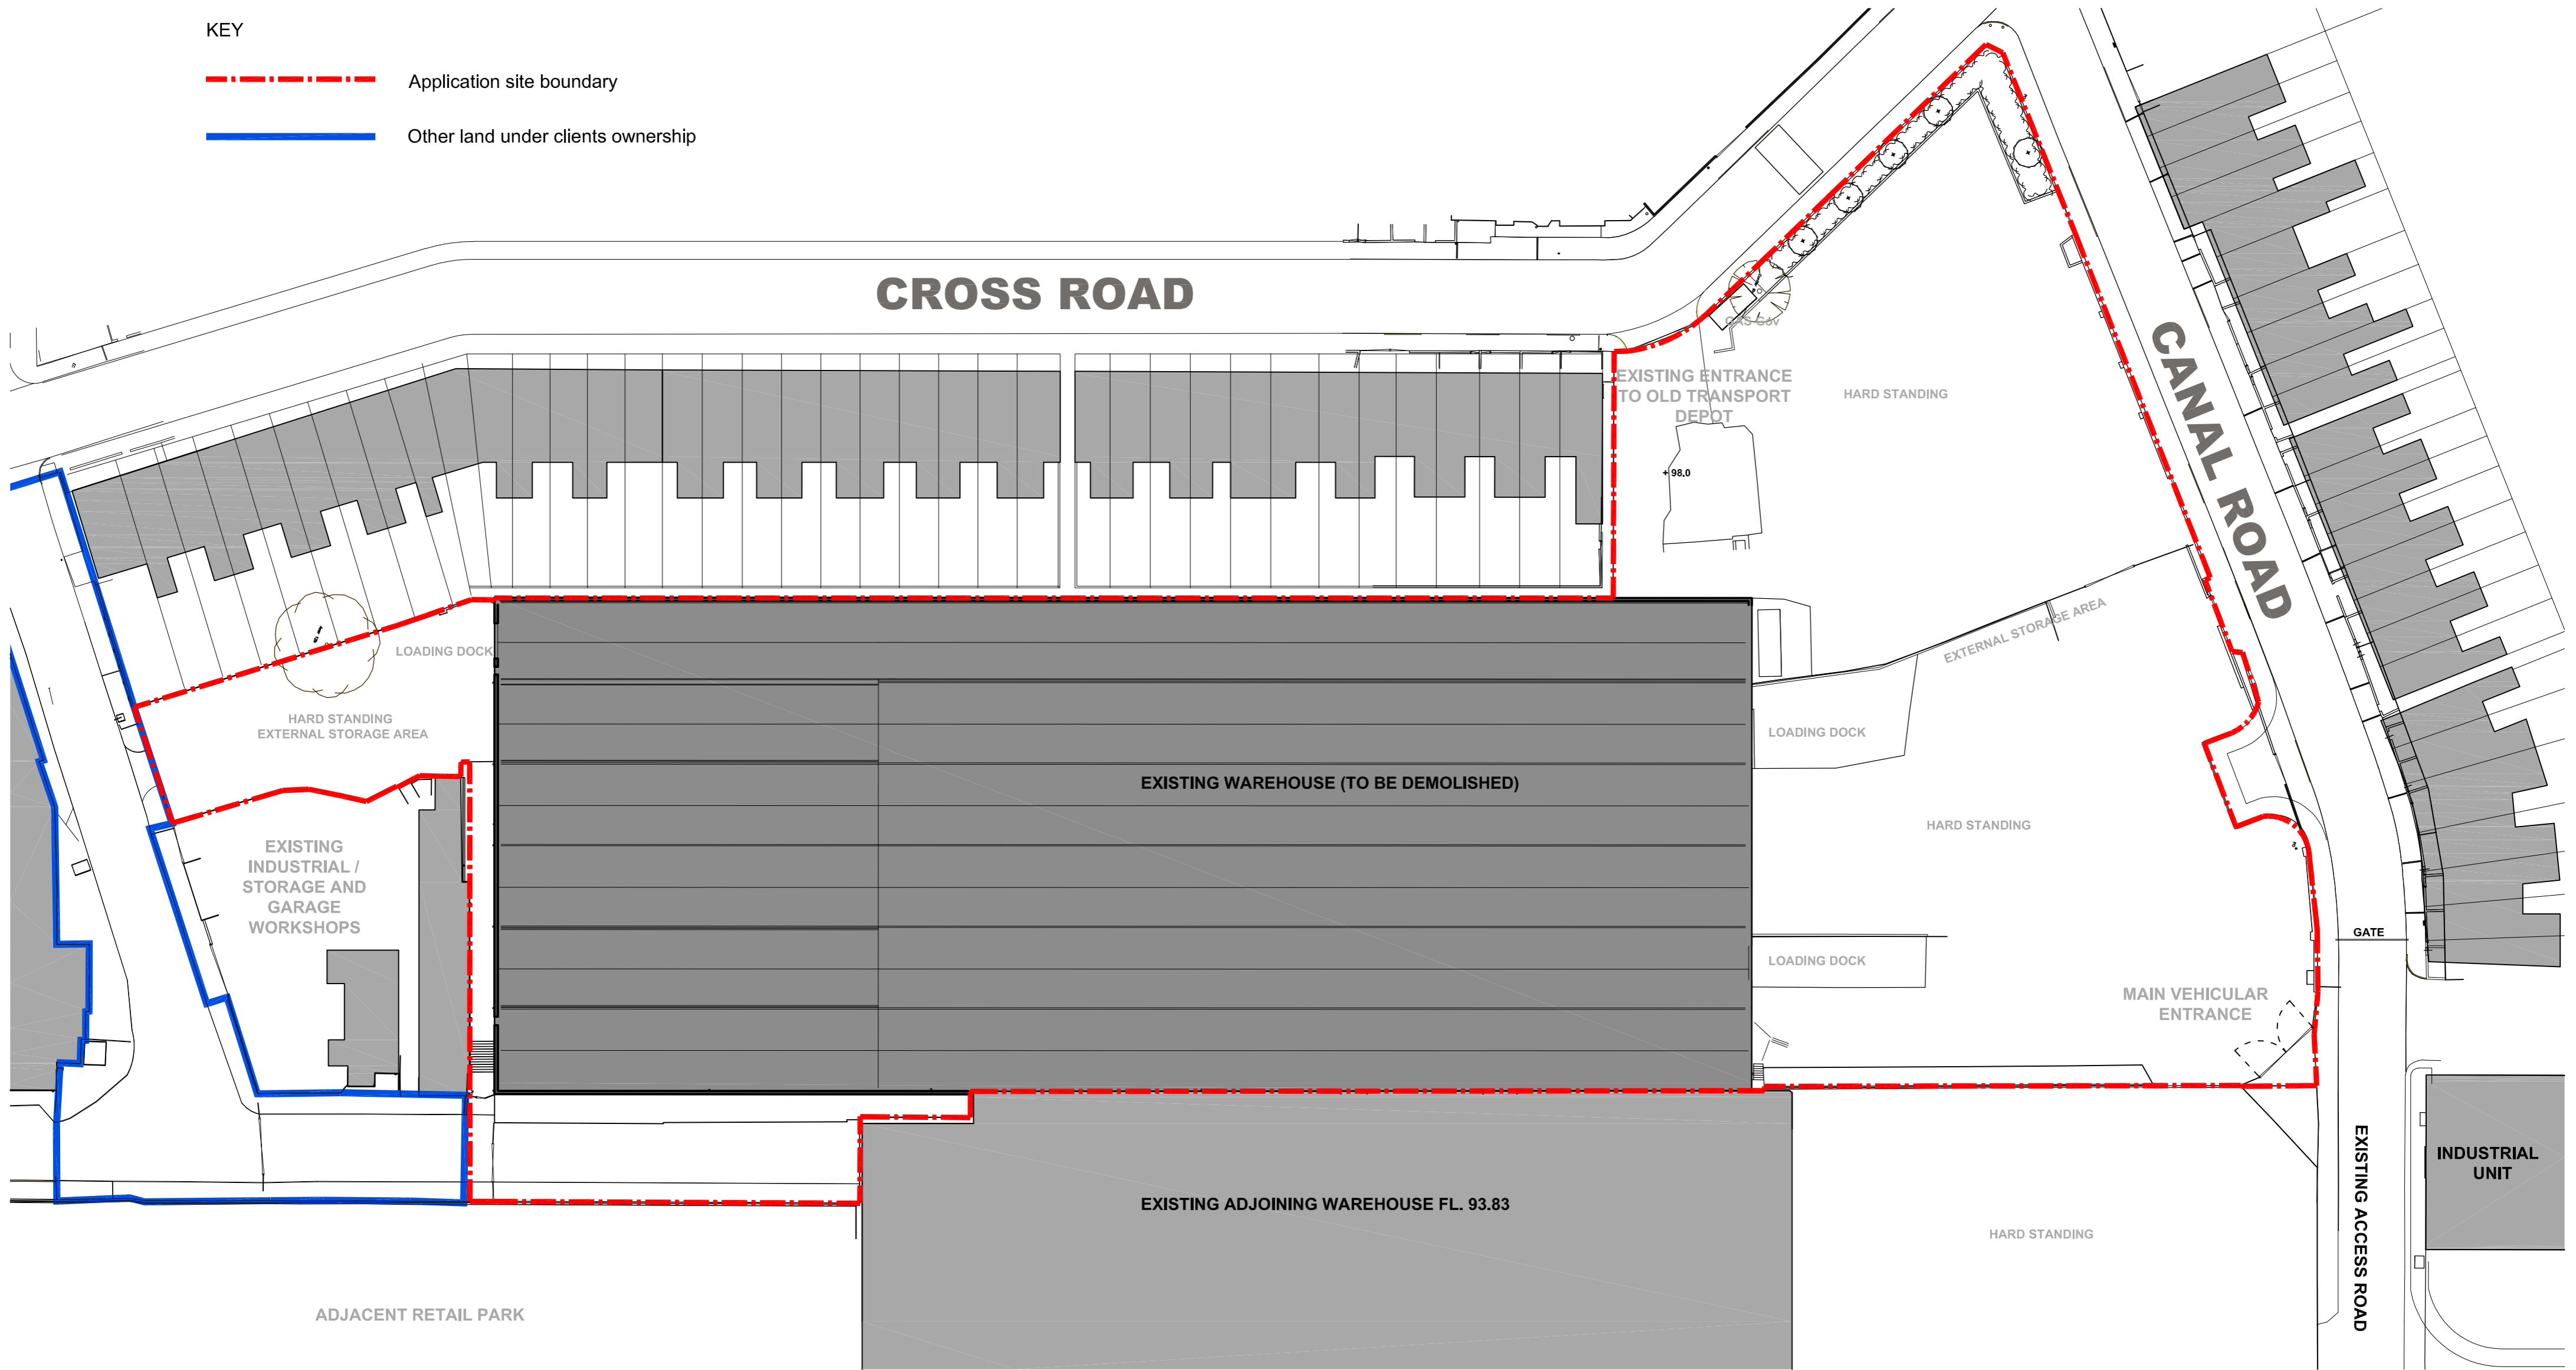 KEY
Application site boundary
Other land under clients ownership
CROSS ROAD
CANAL ROAD
GAS Gov
EXISTING ENTRANCE
TO OLD TRANSPORT
DEPOT
HARD STANDING
+ 98.0
EXTERNAL STORAGE AREA
LOADING DOCK
HARD STANDING
EXTERNAL STORAGE AREA
LOADING DOCK
EXISTING WAREHOUSE (TO BE DEMOLISHED)
HARD STANDING
EXISTING
INDUSTRIAL /
STORAGE AND
GARAGE
WORKSHOPS
GATE
LOADING DOCK
MAIN VEHICULAR
ENTRANCE
EXISTING ACCESS ROAD
INDUSTRIAL
UNIT
EXISTING ADJOINING WAREHOUSE FL. 93.83
HARD STANDING
ADJACENT RETAIL PARK